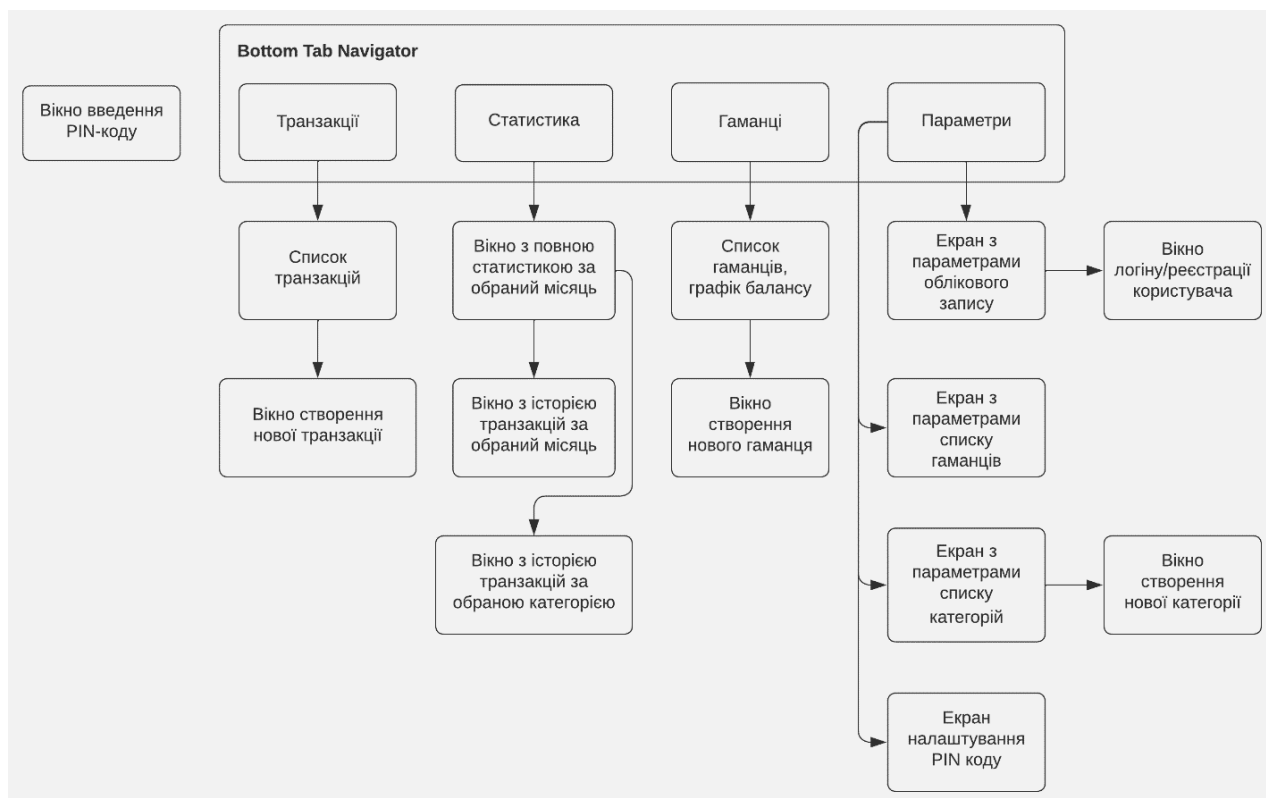 Bottom Tab Navigator
Вікно введення
PIN-коду
Транзакції
Статистика
Гаманці
Параметри
Список
транзакцій
Вікно з повною
статистикою за
обраний місяць
Список
гаманців,
графік балансу
Екран з
параметрами
облікового
запису
Вікно
логіну/реєстрації
користувача
Вікно створення
нової транзакції
Вікно з історією
транзакцій за
обраний місяць
Вікно
створення
нового гаманця
Екран з
параметрами
списку
гаманців
Вікно з історією
транзакцій за
обраною категорією
Екран з
параметрами
списку
категорій
Вікно
створення
нової категорії
Екран
налаштування
PIN коду